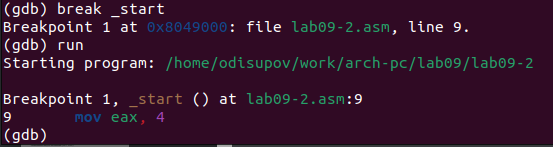 (gdb) break _start
Breakpoint 1 at 0x8049000: file lab09-2.asm, line 9.
(gdb) run
Starting program: /home/odisupov/work/arch-pc/lab09/lab09-2
Breakpoint 1, _start () at lab09-2.asm:9
9 mov eax, 4
(gdb)